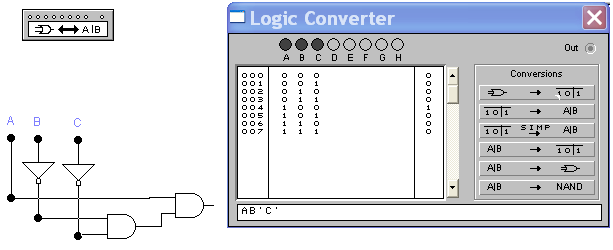 A|B
Logic Converter
A B C D E F G H
Out
000 0 0 0 0
001 0 0 1 0
002 0 1 0 0
003 0 1 1 0
004 1 0 0 1
005 1 0 1 0
006 1 1 0 0
007 1 1 1 0
AB'C'
Conversions
→ 1 0 1
1 0 1 → A|B
1 0 1 SIMP → A|B
A|B → 1 0 1
A|B →
A|B → NAND
A B C